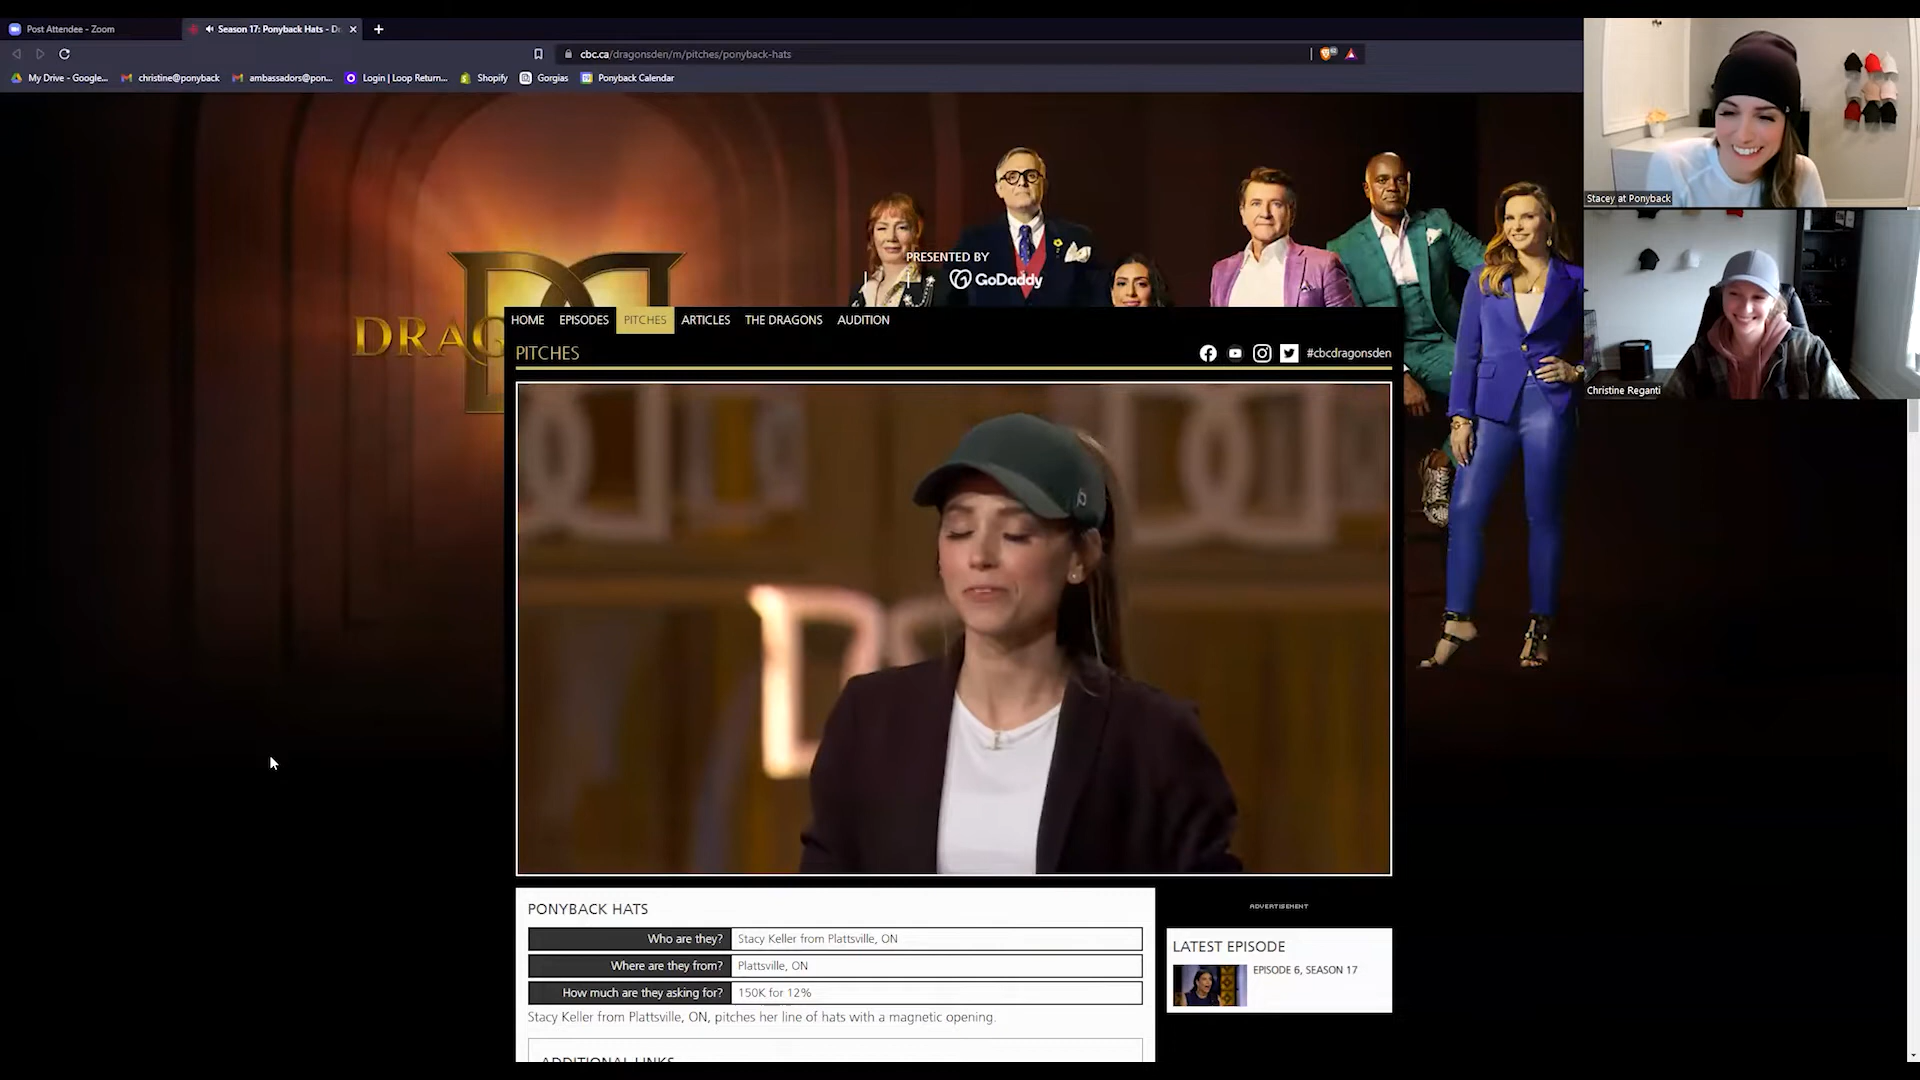 Post Attendee - Zoom
Season 17: Ponyback Hats - D
cbc.ca/dragonsden/m/pitches/ponyback-hats
My Drive - Google...
christine@ponyback
ambassadors@pon...
Login | Loop Return...
Shopify
Gorgias
Ponyback Calendar
Stacey at Ponyback
Christine Reganti
PRESENTED BY
GoDaddy
DRAG
HOME
EPISODES
PITCHES
ARTICLES
THE DRAGONS
AUDITION
PITCHES
#cbcdragonsden
PONYBACK HATS
Who are they?
Stacy Keller from Plattsville, ON
Where are they from?
Plattsville, ON
How much are they asking for?
150K for 12%
Stacy Keller from Plattsville, ON, pitches her line of hats with a magnetic opening.
ADDITIONAL LINKS
ADVERTISEMENT
LATEST EPISODE
EPISODE 6, SEASON 17